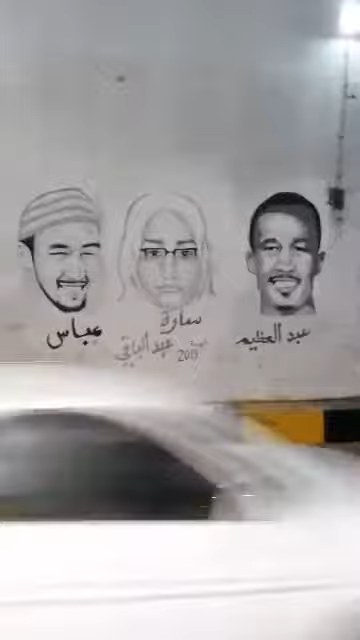 عباس
سارة
عبد الباقي
2019
عبد العظيم